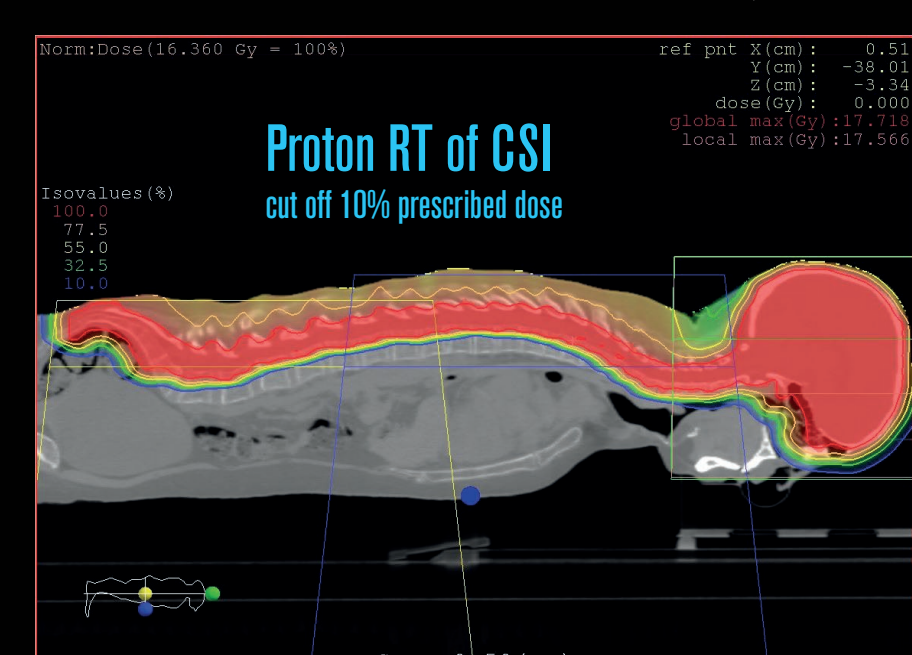 Norm:Dose(16.360 Gy = 100%)
ref pnt X(cm): 0.51
Y(cm): -38.01
Z(cm): -3.34
dose(Gy): 0.000
global max(Gy):17.718
local max(Gy):17.566
Proton RT of CSI
cut off 10% prescribed dose
Isovalues(%)
100.0
77.5
55.0
32.5
10.0